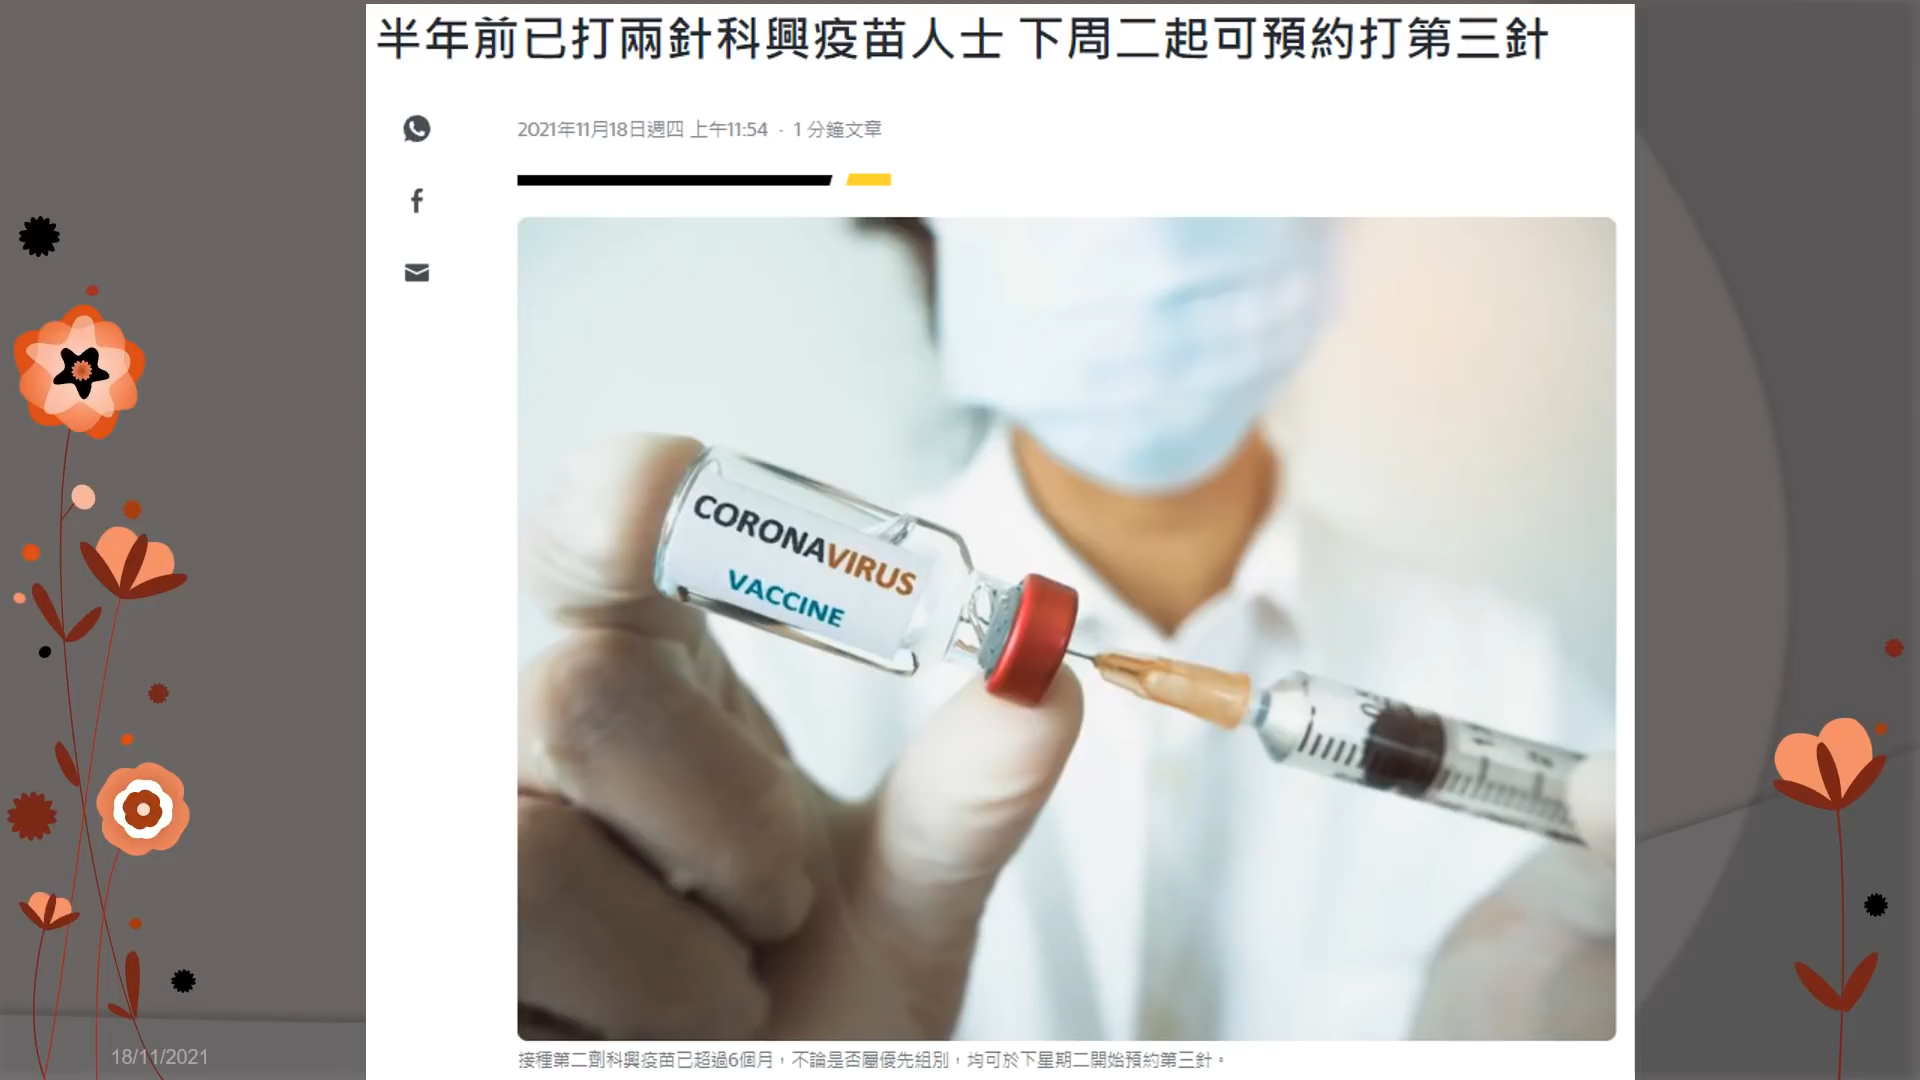 半年前已打兩針科興疫苗人士 下周二起可預約打第三針
2021年11月18日週四 上午11:54 · 1 分鐘文章
CORONAVIRUS
VACCINE
接種第二劑科興疫苗已超過6個月，不論是否屬優先組別，均可於下星期二開始預約第三針。
18/11/2021